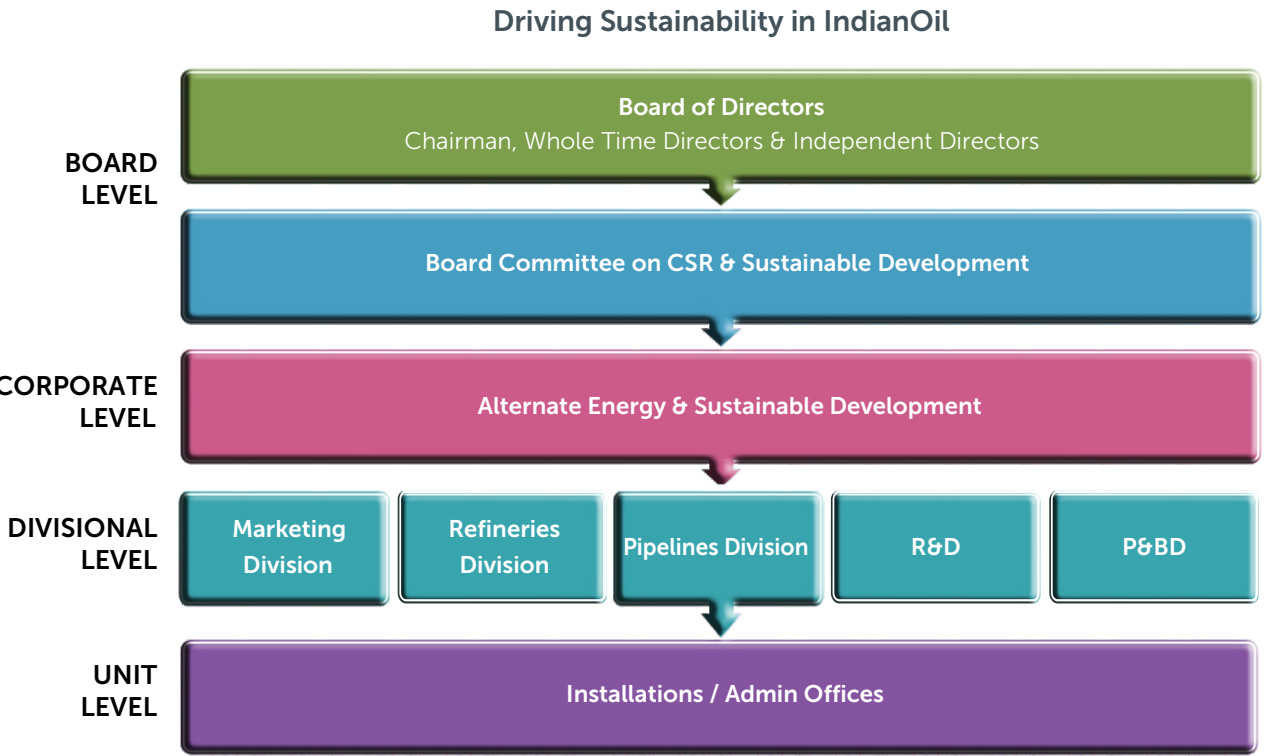 Driving Sustainability in IndianOil
BOARD
LEVEL
Board of Directors
Chairman, Whole Time Directors & Independent Directors
Board Committee on CSR & Sustainable Development
CORPORATE
LEVEL
Alternate Energy & Sustainable Development
DIVISIONAL
LEVEL
Marketing
Division
Refineries
Division
Pipelines Division
R&D
P&BD
UNIT
LEVEL
Installations / Admin Offices